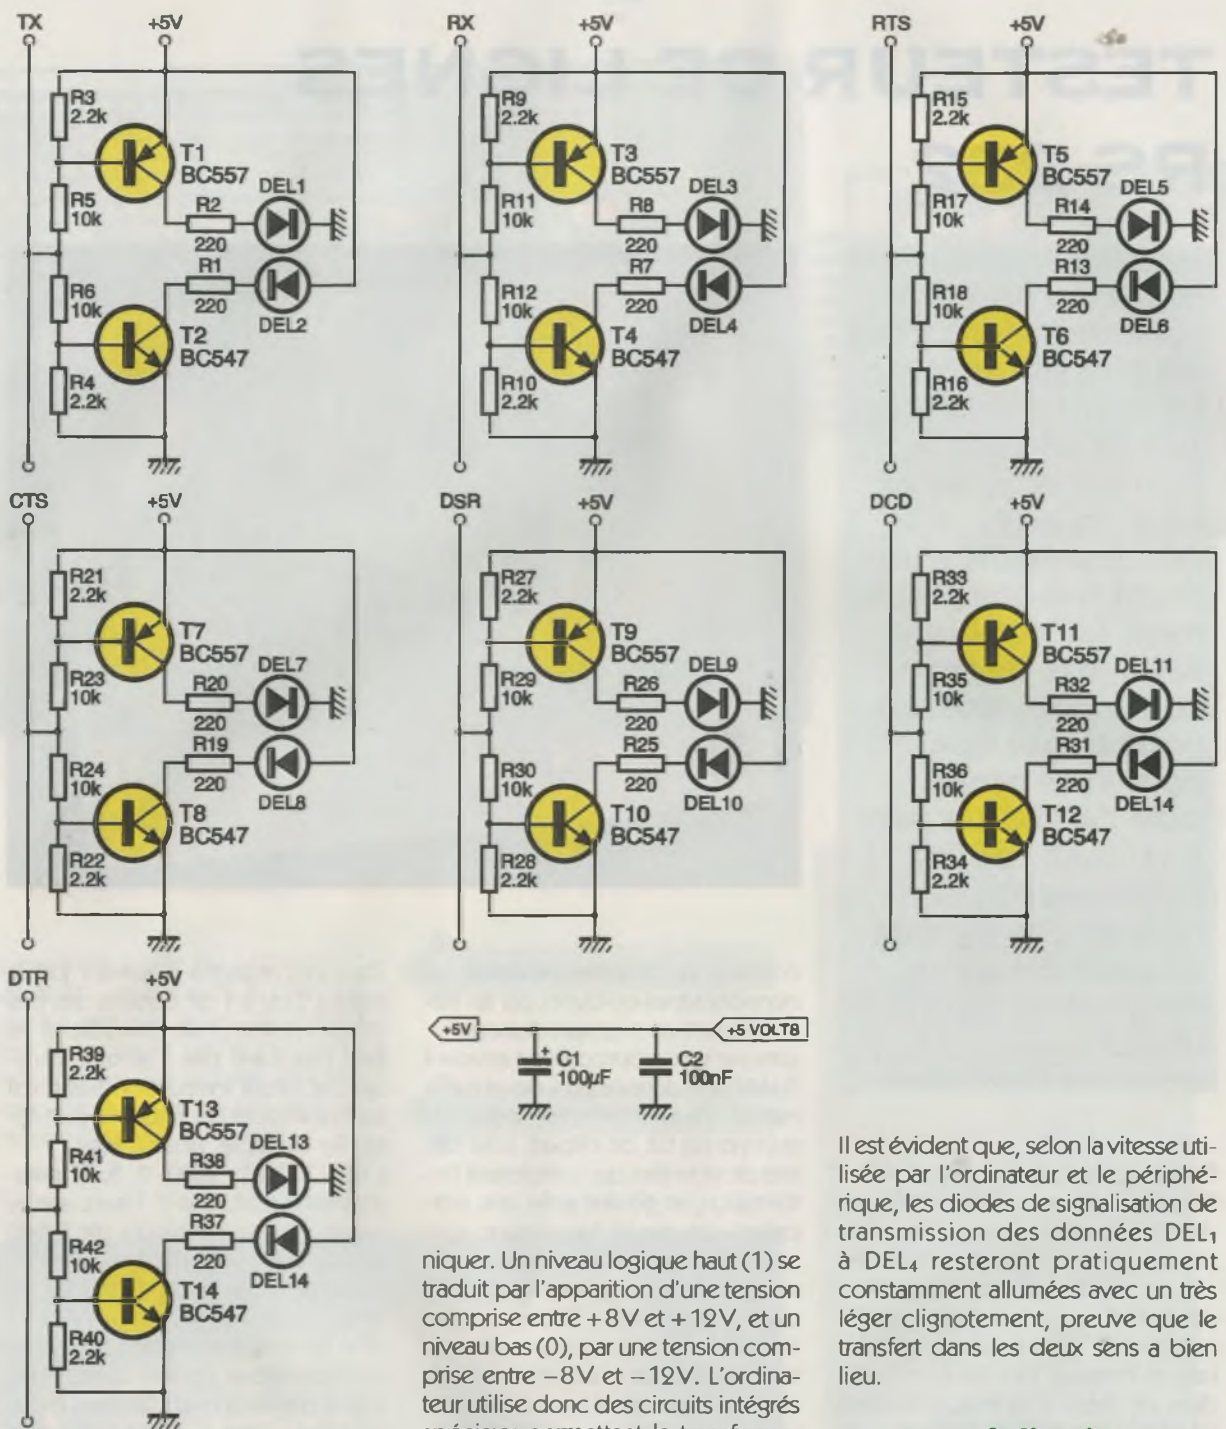 TX
+5V
R3
2.2k
T1
BC557
R5
10k
R2
220
DEL1
R1
220
DEL2
R6
10k
T2
BC547
R4
2.2k
RX
+5V
R9
2.2k
T3
BC557
R11
10k
R8
220
DEL3
R7
220
DEL4
R12
10k
T4
BC547
R10
2.2k
RTS
+5V
R15
2.2k
T5
BC557
R17
10k
R14
220
DEL5
R13
220
DEL6
R18
10k
T6
BC547
R16
2.2k
CTS
+5V
R21
2.2k
T7
BC557
R23
10k
R20
220
DEL7
R19
220
DEL8
R24
10k
T8
BC547
R22
2.2k
DSR
+5V
R27
2.2k
T9
BC557
R29
10k
R26
220
DEL9
R25
220
DEL10
R30
10k
T10
BC547
R28
2.2k
DCD
+5V
R33
2.2k
T11
BC557
R35
10k
R32
220
DEL11
R31
220
DEL14
R36
10k
T12
BC547
R34
2.2k
DTR
+5V
R39
2.2k
T13
BC557
R41
10k
R38
220
DEL13
R37
220
DEL14
R42
10k
T14
BC547
R40
2.2k
+5V
+5 VOLTS
+
C1
100µF
C2
100nF
niquer. Un niveau logique haut (1) se
traduit par l'apparition d'une tension
comprise entre +8V et +12V, et un
niveau bas (0), par une tension com-
prise entre −8V et −12V. L'ordina-
teur utilise donc des circuits intégrés
Il est évident que, selon la vitesse uti-
lisée par l'ordinateur et le périphé-
rique, les diodes de signalisation de
transmission des données DEL₁
à DEL₄ resteront pratiquement
constamment allumées avec un très
léger clignotement, preuve que le
transfert dans les deux sens a bien
lieu.